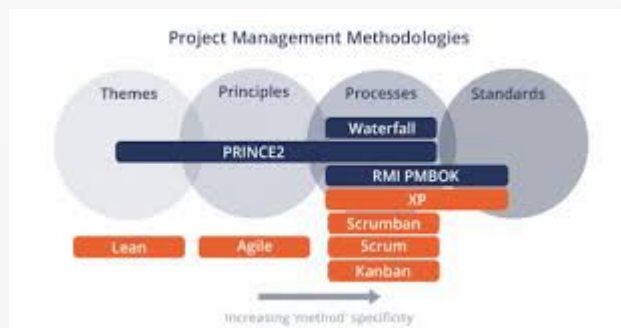 Project Management Methodologies
Themes
Principles
Processes
Standards
Waterfall
PRINCE2
RMI PMBOK
XP
Scrumban
Lean
Agile
Scrum
Kanban
Increasing 'method' specificity